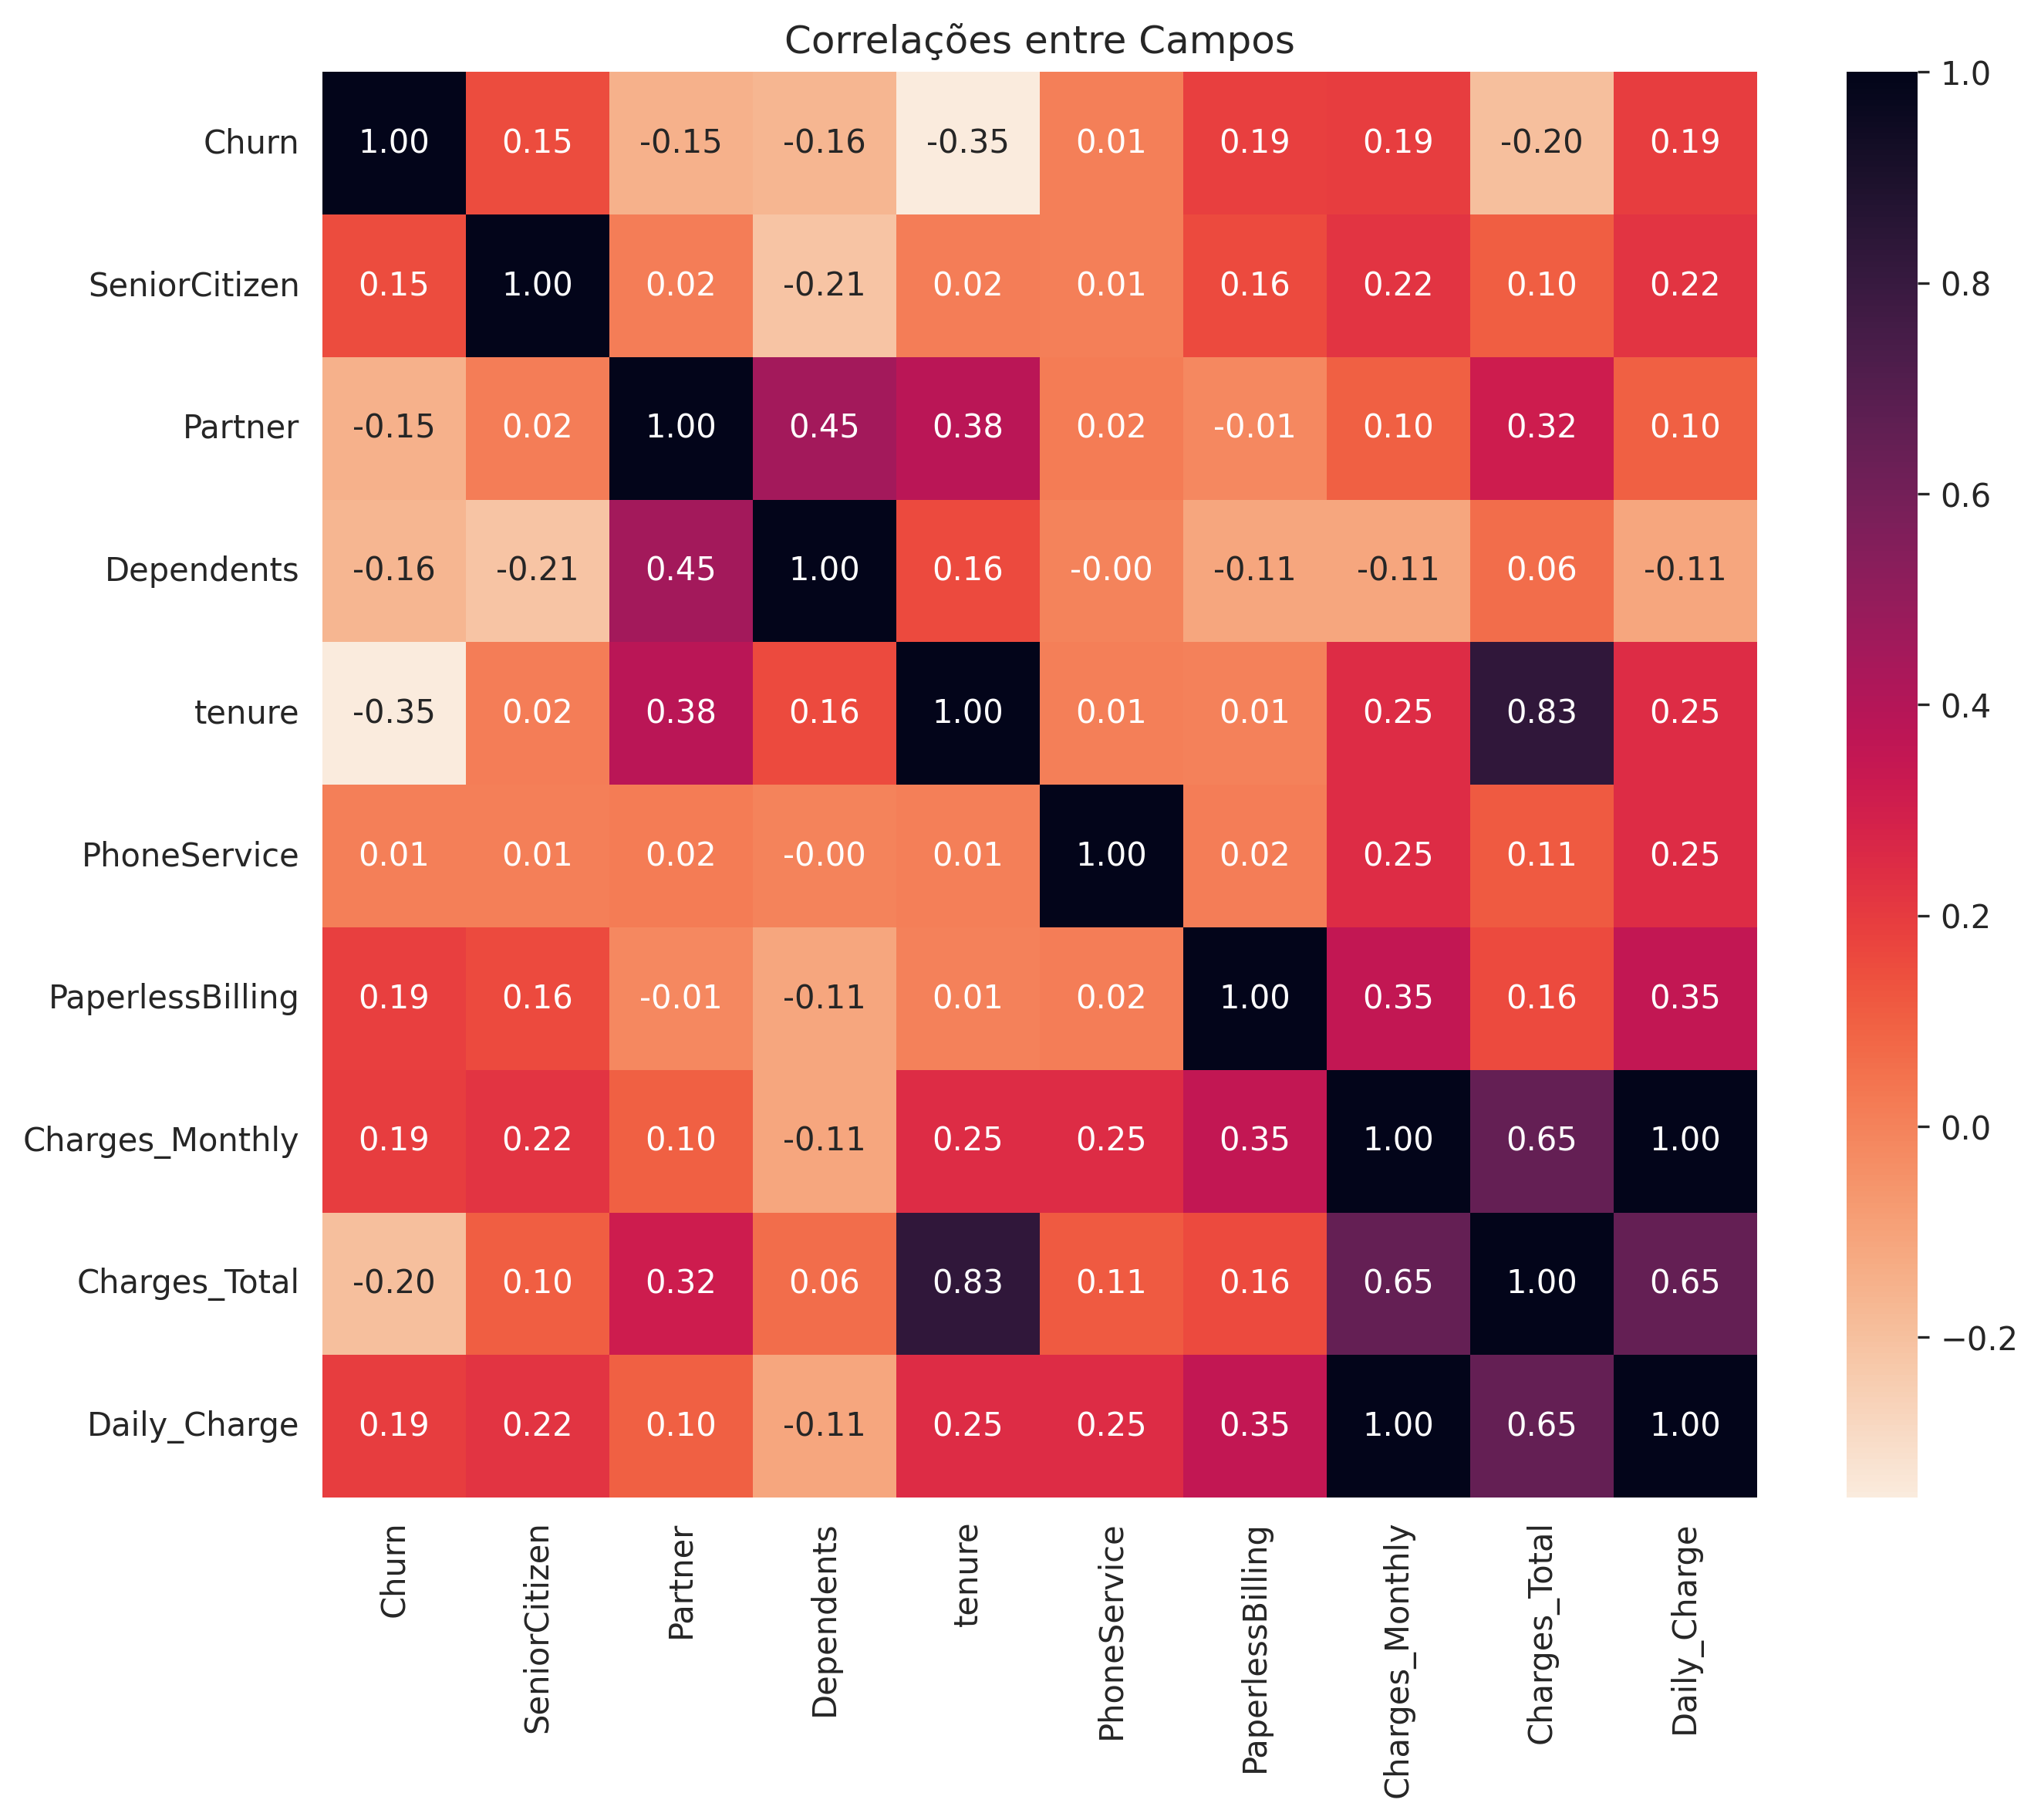 Correlações entre Campos
Churn 1.00 0.15 -0.15 -0.16 -0.35 0.01 0.19 0.19 -0.20 0.19
SeniorCitizen 0.15 1.00 0.02 -0.21 0.02 0.01 0.16 0.22 0.10 0.22
Partner -0.15 0.02 1.00 0.45 0.38 0.02 -0.01 0.10 0.32 0.10
Dependents -0.16 -0.21 0.45 1.00 0.16 -0.00 -0.11 -0.11 0.06 -0.11
tenure -0.35 0.02 0.38 0.16 1.00 0.01 0.01 0.25 0.83 0.25
PhoneService 0.01 0.01 0.02 -0.00 0.01 1.00 0.02 0.25 0.11 0.25
PaperlessBilling 0.19 0.16 -0.01 -0.11 0.01 0.02 1.00 0.35 0.16 0.35
Charges_Monthly 0.19 0.22 0.10 -0.11 0.25 0.25 0.35 1.00 0.65 1.00
Charges_Total -0.20 0.10 0.32 0.06 0.83 0.11 0.16 0.65 1.00 0.65
Daily_Charge 0.19 0.22 0.10 -0.11 0.25 0.25 0.35 1.00 0.65 1.00
Churn
SeniorCitizen
Partner
Dependents
tenure
PhoneService
PaperlessBilling
Charges_Monthly
Charges_Total
Daily_Charge
1.0
0.8
0.6
0.4
0.2
0.0
−0.2